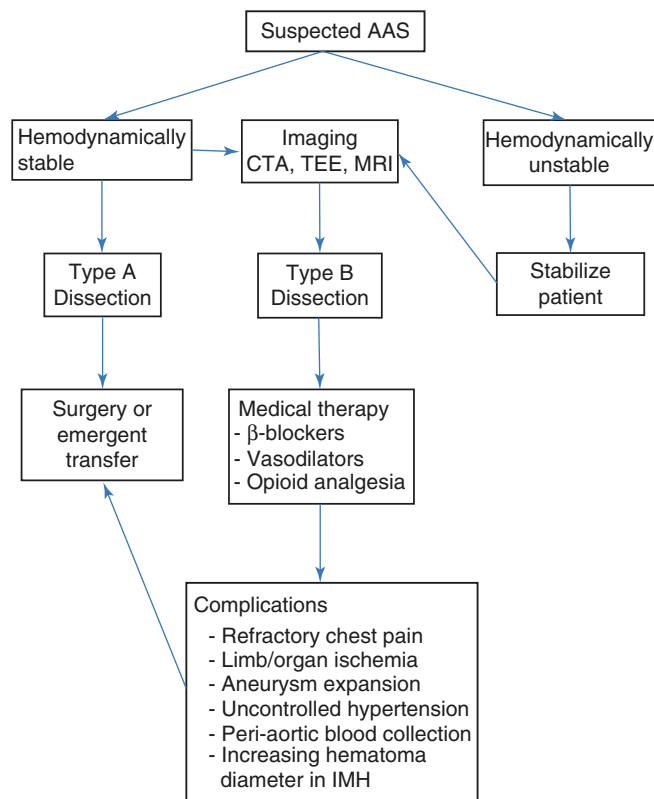 Suspected AAS
Hemodynamically
stable
Imaging
CTA, TEE, MRI
Hemodynamically
unstable
Type A
Dissection
Type B
Dissection
Stabilize
patient
Surgery or
emergent
transfer
Medical therapy
- β-blockers
- Vasodilators
- Opioid analgesia
Complications
- Refractory chest pain
- Limb/organ ischemia
- Aneurysm expansion
- Uncontrolled hypertension
- Peri-aortic blood collection
- Increasing hematoma
diameter in IMH